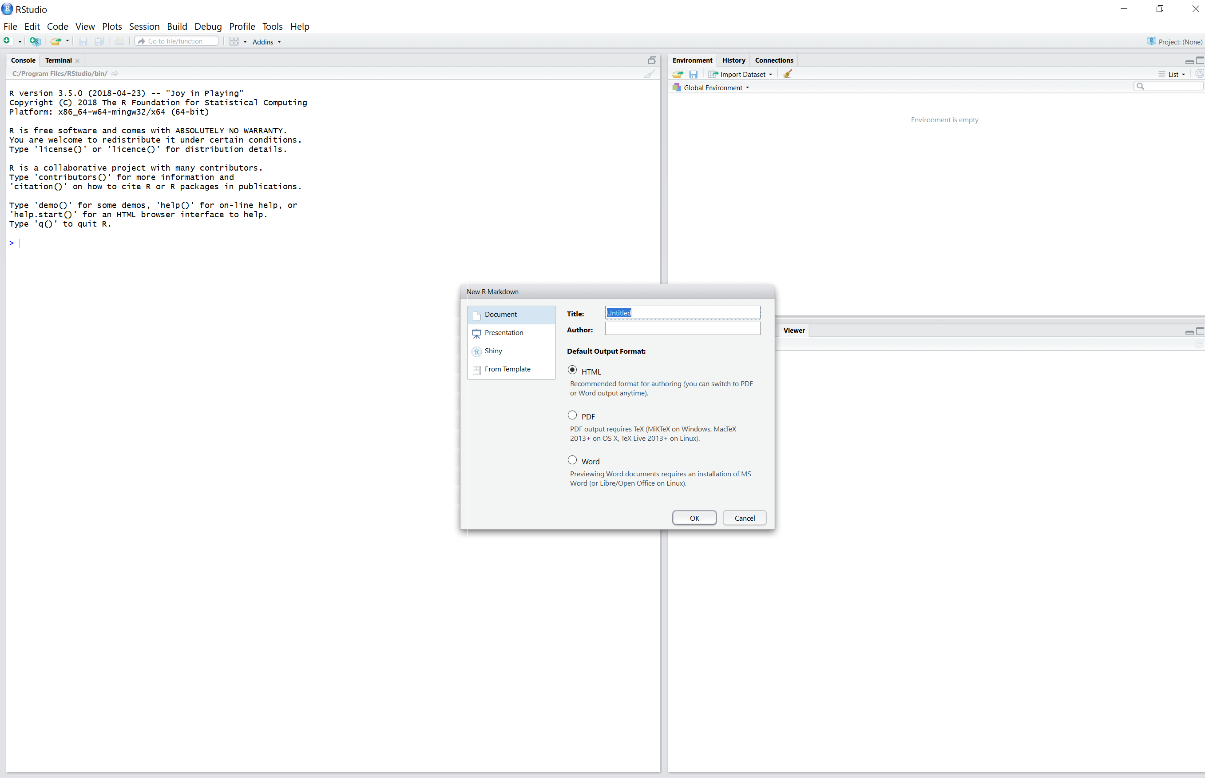 RStudio
File Edit Code View Plots Session Build Debug Profile Tools Help
Go to file/function Addins Project: (None)
Console Terminal
C:/Program Files/RStudio/bin/
R version 3.5.0 (2018-04-23) -- "Joy in Playing"
Copyright (C) 2018 The R Foundation for Statistical Computing
Platform: x86_64-w64-mingw32/x64 (64-bit)
R is free software and comes with ABSOLUTELY NO WARRANTY.
You are welcome to redistribute it under certain conditions.
Type 'license()' or 'licence()' for distribution details.
R is a collaborative project with many contributors.
Type 'contributors()' for more information and
'citation()' on how to cite R or R packages in publications.
Type 'demo()' for some demos, 'help()' for on-line help, or
'help.start()' for an HTML browser interface to help.
Type 'q()' to quit R.
>
Environment History Connections
Import Dataset List
Global Environment
Environment is empty
Viewer
New R Markdown
Document
Presentation
Shiny
From Template
Title: Untitled
Author:
Default Output Format:
HTML
Recommended format for authoring (you can switch to PDF
or Word output anytime).
PDF
PDF output requires TeX (MiKTeX on Windows, MacTeX
2013+ on OS X, TeX Live 2013+ on Linux).
Word
Previewing Word documents requires an installation of MS
Word (or Libre/Open Office on Linux).
OK Cancel